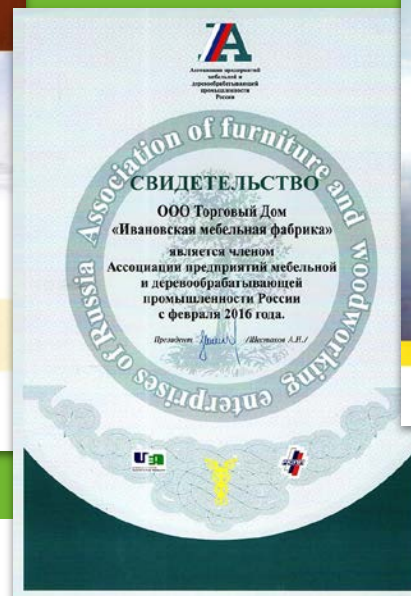 Ассоциация предприятий
мебельной и
деревообрабатывающей
промышленности
России
Association of furniture and woodworking enterprises of Russia
СВИДЕТЕЛЬСТВО
ООО Торговый Дом
«Ивановская мебельная фабрика»
является членом
Ассоциации предприятий мебельной
и деревообрабатывающей
промышленности России
с февраля 2016 года.
Президент /Шестаков А.В./